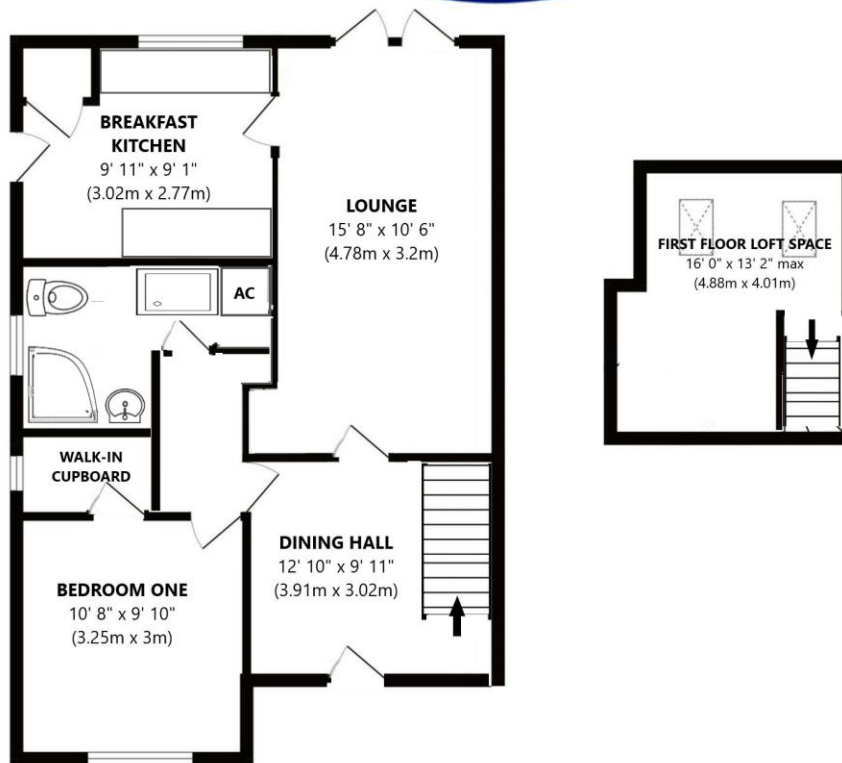 BREAKFAST
KITCHEN
9' 11" x 9' 1"
(3.02m x 2.77m)
LOUNGE
15' 8" x 10' 6"
(4.78m x 3.2m)
AC
WALK-IN
CUPBOARD
DINING HALL
12' 10" x 9' 11"
(3.91m x 3.02m)
BEDROOM ONE
10' 8" x 9' 10"
(3.25m x 3m)
FIRST FLOOR LOFT SPACE
16' 0" x 13' 2" max
(4.88m x 4.01m)